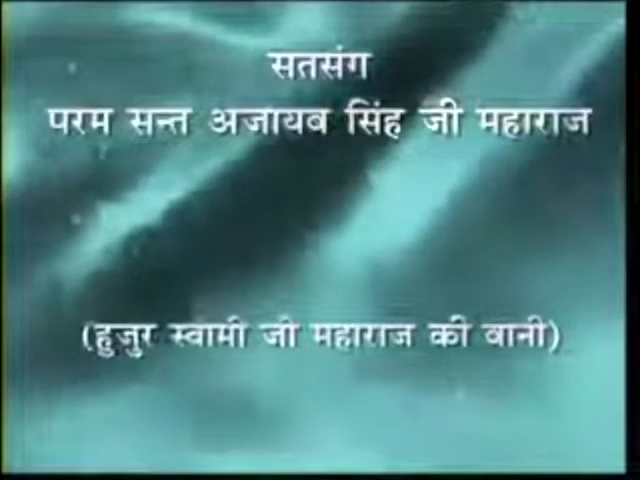 सतसंग
परम सन्त अजायब सिंह जी महाराज
(हुजुर स्वामी जी महाराज की वानी)